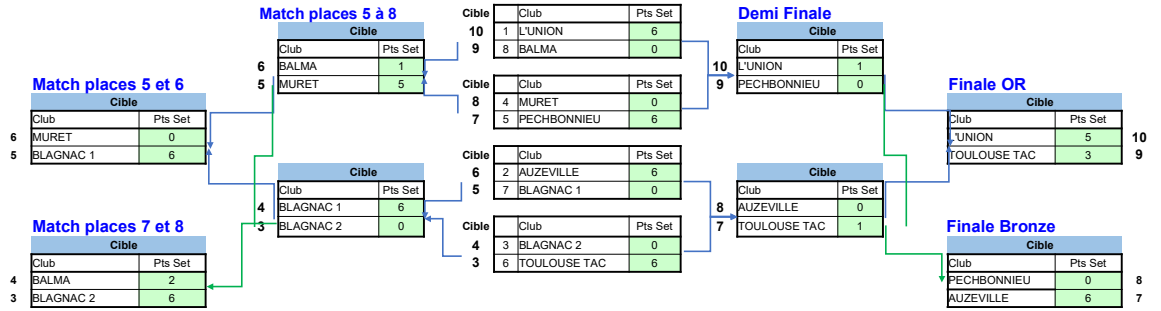 Match places 5 à 8
Cible
Club Pts Set
6 BALMA 1
5 MURET 5
Match places 5 et 6
Cible
Club Pts Set
6 MURET 0
5 BLAGNAC 1 6
Cible
Club Pts Set
4 BLAGNAC 1 6
3 BLAGNAC 2 0
Match places 7 et 8
Cible
Club Pts Set
4 BALMA 2
3 BLAGNAC 2 6
Cible Club Pts Set
10 1 L'UNION 6
9 8 BALMA 0
Cible Club Pts Set
8 4 MURET 0
7 5 PECHBONNIEU 6
Cible Club Pts Set
6 2 AUZEVILLE 6
5 7 BLAGNAC 1 0
Cible Club Pts Set
4 3 BLAGNAC 2 0
3 6 TOULOUSE TAC 6
Demi Finale
Cible
Club Pts Set
10 L'UNION 1
9 PECHBONNIEU 0
Cible
Club Pts Set
8 AUZEVILLE 0
7 TOULOUSE TAC 1
Finale OR
Cible
Club Pts Set
L'UNION 5 10
TOULOUSE TAC 3 9
Finale Bronze
Cible
Club Pts Set
PECHBONNIEU 0 8
AUZEVILLE 6 7